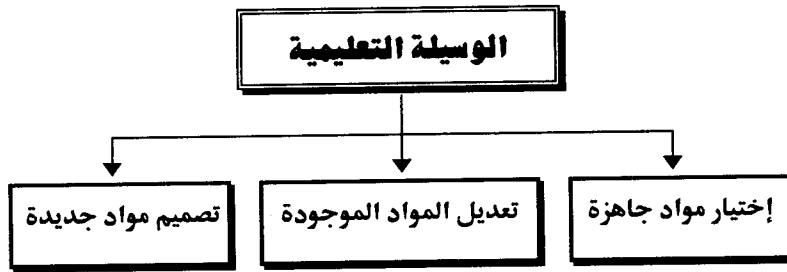 الوسيلة التعليمية
إختيار مواد جاهزة
تعديل المواد الموجودة
تصميم مواد جديدة